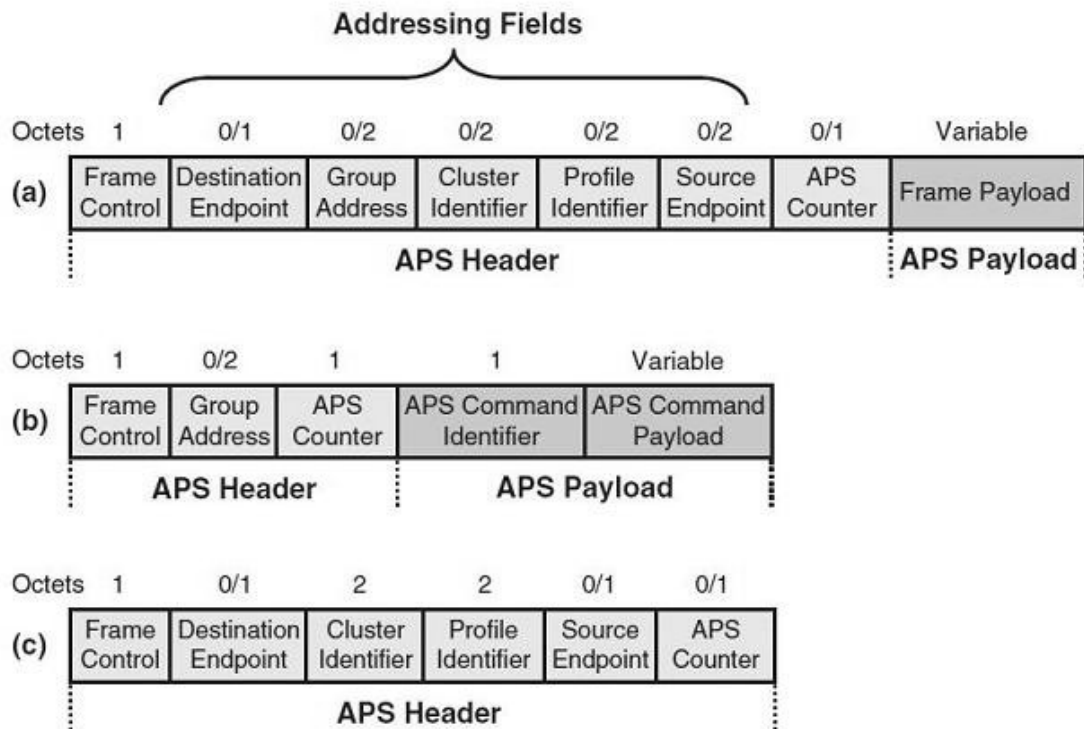 Addressing Fields
Octets 1 0/1 0/2 0/2 0/2 0/2 0/1 Variable
(a) Frame Control Destination Endpoint Group Address Cluster Identifier Profile Identifier Source Endpoint APS Counter Frame Payload
APS Header APS Payload
Octets 1 0/2 1 1 Variable
(b) Frame Control Group Address APS Counter APS Command Identifier APS Command Payload
APS Header APS Payload
Octets 1 0/1 2 2 0/1 0/1
(c) Frame Control Destination Endpoint Cluster Identifier Profile Identifier Source Endpoint APS Counter
APS Header